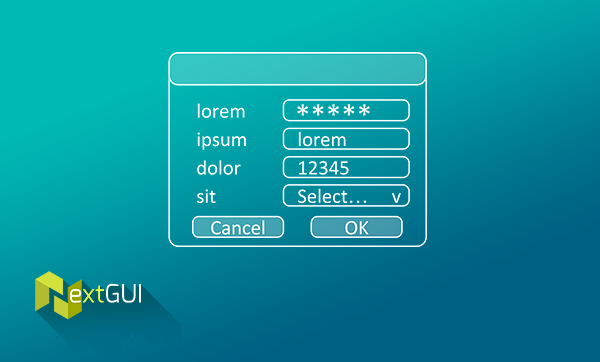 lorem *****
ipsum lorem
dolor 12345
sit Select... v
Cancel OK
NextGUI